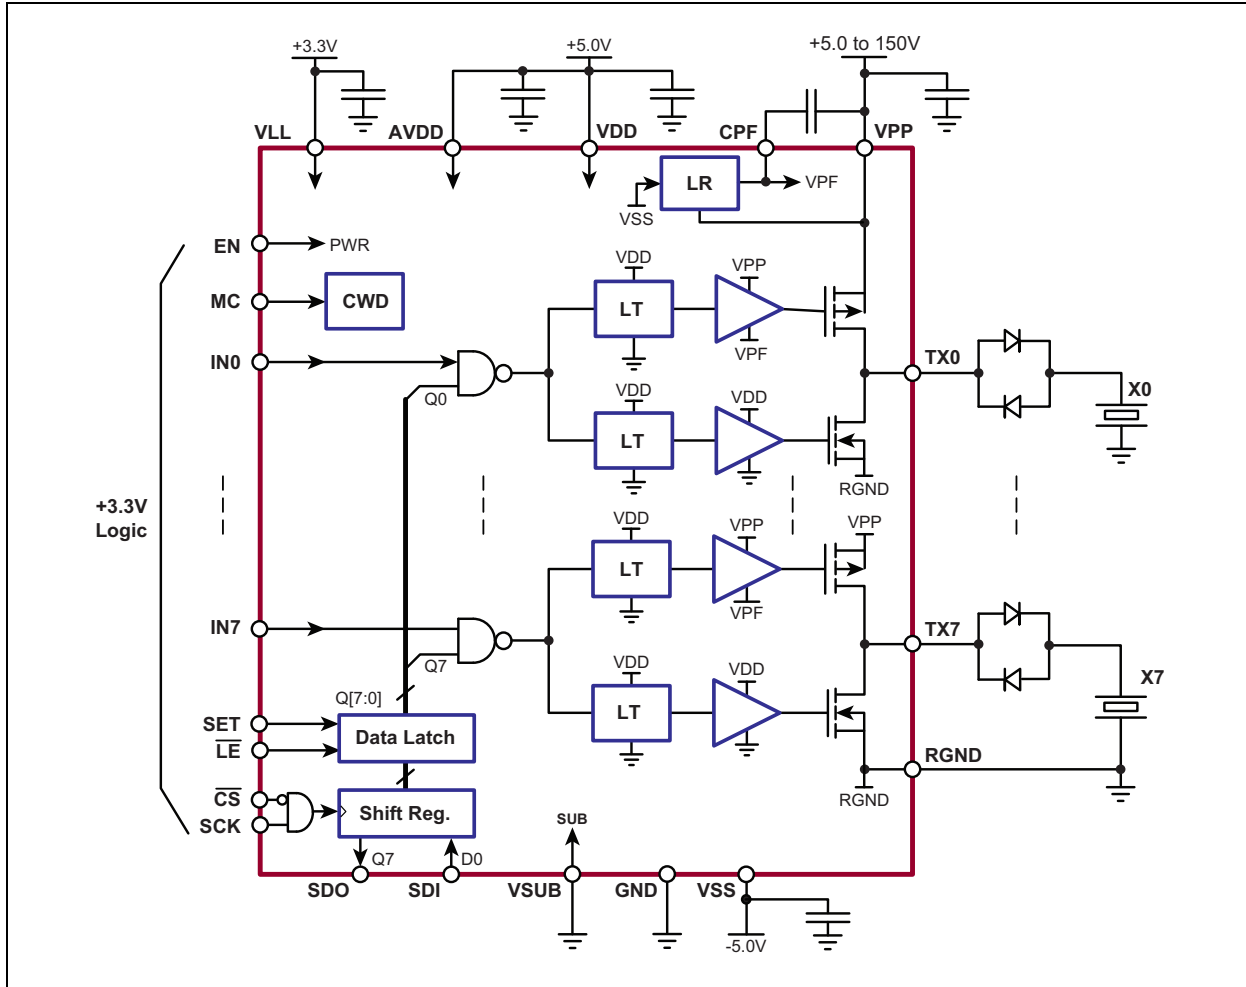 +3.3V
+5.0V
+5.0 to 150V
VLL
AVDD
VDD
CPF
VPP
LR
VPF
VSS
EN
PWR
MC
CWD
VDD
LT
VPP
VPF
IN0
Q0
TX0
X0
VDD
LT
VDD
RGND
+3.3V
Logic
VDD
LT
VPP
VPF
VPP
IN7
Q7
TX7
X7
Q[7:0]
VDD
LT
VDD
SET
LE
Data Latch
RGND
RGND
CS
SCK
Shift Reg.
Q7
D0
SUB
SDO
SDI
VSUB
GND
VSS
-5.0V